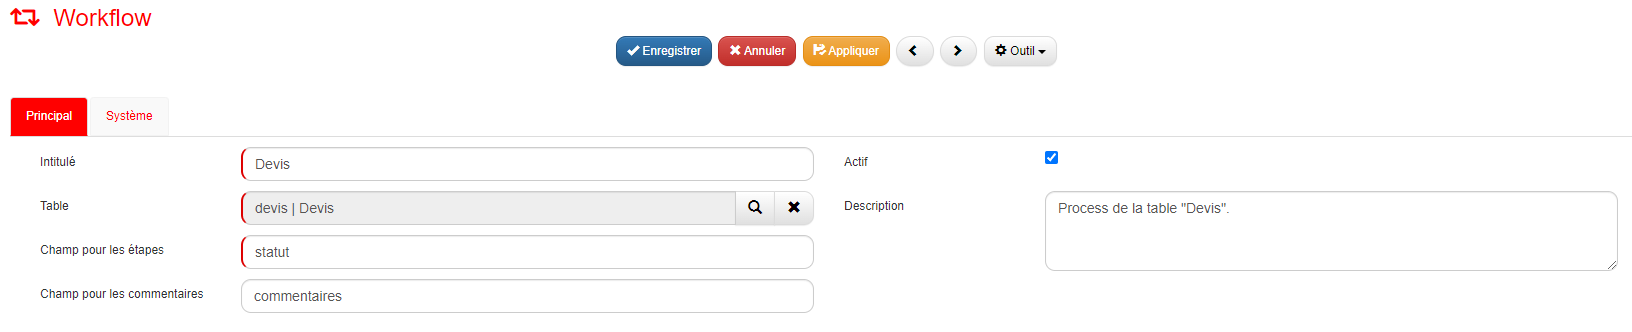 Workflow
Enregistrer Annuler Appliquer Outil
Principal Système
Intitulé Devis Actif
Table devis | Devis Description Process de la table "Devis".
Champ pour les étapes statut
Champ pour les commentaires commentaires